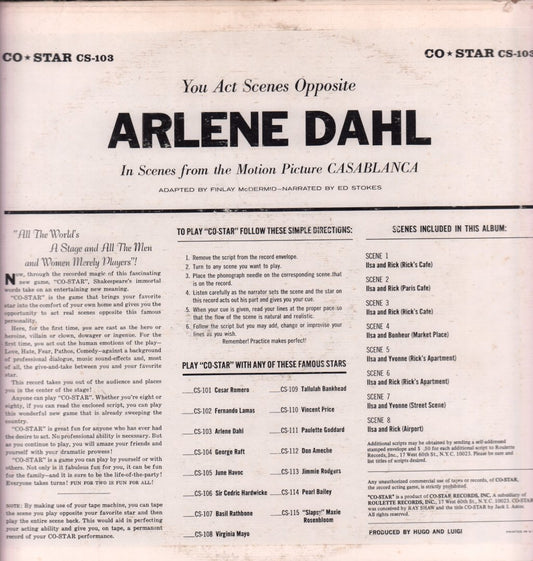 CO ★ STAR CS-103
CO ★ STAR CS-103
You Act Scenes Opposite
ARLENE DAHL
In Scenes from the Motion Picture CASABLANCA
ADAPTED BY FINLAY McDERMID—NARRATED BY ED STOKES
"All The World's
A Stage and All The Men
and Women Merely Players"!
Now, through the recorded magic of this fascinating
new game, "CO-STAR", Shakespeare's immortal
words take on an entertaining new meaning.
"CO-STAR" is the game that brings your favorite
star into the comfort of your own home and gives you the
opportunity to act real scenes opposite this famous
personality.
Here, for the first time, you are cast as the hero or
heroine, villain or clown, dowager or ingenue. For the
first time, you act out the human emotions of the play—
Love, Hate, Fear, Pathos, Comedy—against a background
of professional dialogue, music sound-effects and, most
of all, the give-and-take between you and your favorite
star.
This record takes you out of the audience and places
you in the center of the stage!
Anyone can play "CO-STAR". Whether you're eight or
eighty, if you can read the enclosed script, you can play
this wonderful new game that is already sweeping the
country.
"CO-STAR" is great fun for anyone who has ever had
the desire to act. No professional ability is necessary. But
as you continue to play, you will amaze your friends and
yourself with your dramatic prowess!
"CO-STAR" is a game you can play by yourself or with
others. Not only is it fabulous fun for you, it can be fun
for the family—and it is sure to be the life-of-the-party!
Everyone takes turns! FUN FOR TWO IS FUN FOR ALL!
NOTE: By making use of your tape machine, you can tape
the scene you play opposite your favorite star and then
play the entire scene back. This would aid in perfecting
your acting ability and give you, on tape, a permanent
record of your CO-STAR performance.
TO PLAY "CO-STAR" FOLLOW THESE SIMPLE DIRECTIONS:
1. Remove the script from the record envelope.
2. Turn to any scene you want to play.
3. Place the phonograph needle on the corresponding scene that
is on the record.
4. Listen carefully as the narrator sets the scene and the star on
this record acts out his part and gives you your cue.
5. When your cue is given, read your lines at the proper pace so
that the flow of the scene is natural and realistic.
6. Follow the script but you may add, change or improvise your
lines as you wish.
Remember! Practice makes perfect!
PLAY "CO-STAR" WITH ANY OF THESE FAMOUS STARS
CS-101 Cesar Romero
CS-102 Fernando Lamas
CS-103 Arlene Dahl
CS-104 George Raft
CS-105 June Havoc
CS-106 Sir Cedric Hardwicke
CS-107 Basil Rathbone
CS-108 Virginia Mayo
CS-109 Tallulah Bankhead
CS-110 Vincent Price
CS-111 Paulette Goddard
CS-112 Don Ameche
CS-113 Jimmie Rodgers
CS-114 Pearl Bailey
CS-115 "Slapsy" Maxie
Rosenbloom
SCENES INCLUDED IN THIS ALBUM:
SCENE 1
Ilsa and Rick (Rick's Cafe)
SCENE 2
Ilsa and Rick (Paris Cafe)
SCENE 3
Ilsa and Rick (Rick's Cafe)
SCENE 4
Ilsa and Bonheur (Market Place)
SCENE 5
Ilsa and Yvonne (Rick's Apartment)
SCENE 6
Ilsa and Rick (Rick's Apartment)
SCENE 7
Ilsa and Yvonne (Street Scene)
SCENE 8
Ilsa and Rick (Airport)
Additional scripts may be obtained by sending a self-addressed
stamped envelope and $ .50 for each additional script to Roulette
Records, Inc., 17 West 60th St., N.Y.C. 10023. Please be sure and
list titles of scripts desired.
Any unauthorized commercial use of tapes or records, of CO-STAR,
the record acting game, is strictly prohibited.
"CO-STAR" is a product of CO-STAR RECORDS, INC. A subsidiary of
ROULETTE RECORDS, INC., 17 West 60th St., N.Y.C. 10023. CO-STAR
was conceived by RAY SHAW and the title CO-STAR by Jack L.
All rights reserved.
PRODUCED BY HUGO AND LUIGI